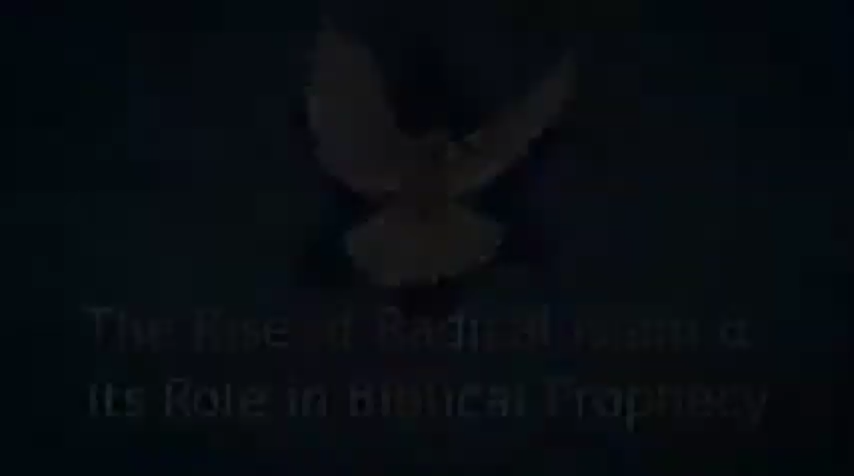 The Rise of Radical Islam &
Its Role in Biblical Prophecy